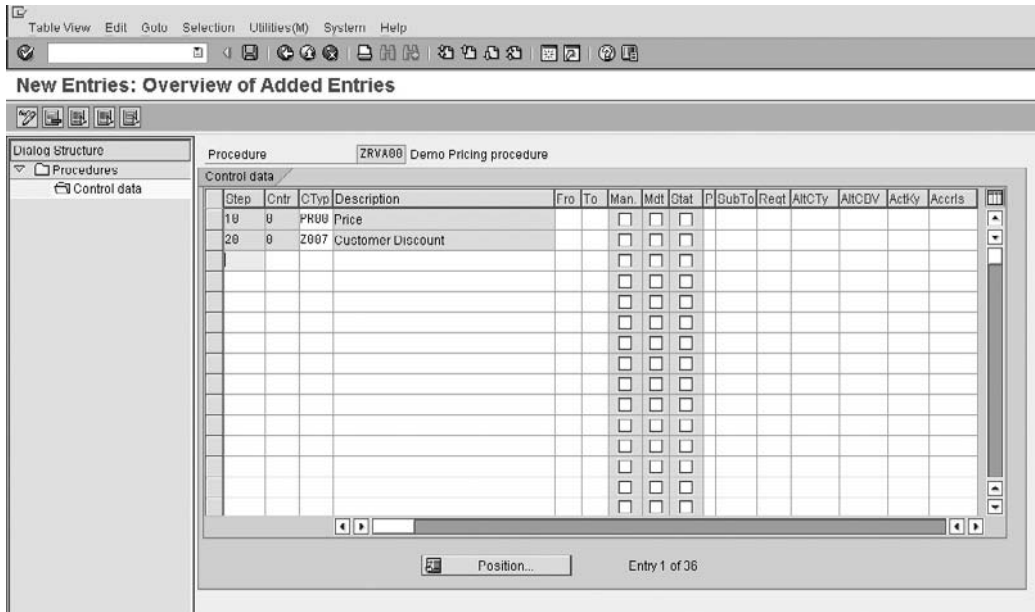 Table View Edit Goto Selection Utilities(M) System Help
New Entries: Overview of Added Entries
Dialog Structure
Procedures
Control data
Procedure ZRVA00 Demo Pricing procedure
Control data
Step Cntr CTyp Description Fro To Man. Mdt Stat P SubTo Reqt AltCTy AltCBV ActKy Accrls
10 0 PR00 Price
20 0 Z007 Customer Discount
Position...
Entry 1 of 36